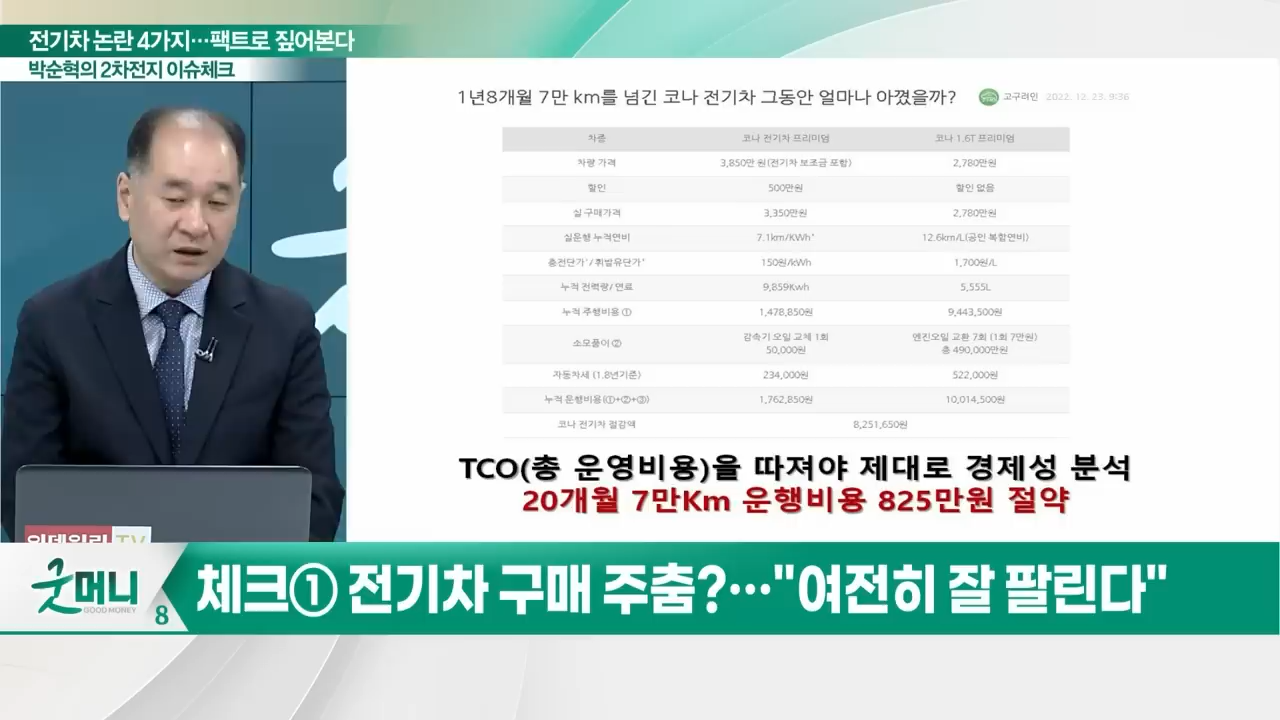 전기차 논란 4가지…팩트로 짚어본다
박순혁의 2차전지 이슈체크
1년8개월 7만 km를 넘긴 코나 전기차 그동안 얼마나 아꼈을까? 고구려인 2022. 12. 23. 9:36
차종 코나 전기차 프리미엄 코나 1.6T 프리미엄
차량 가격 3,850만 원(전기차 보조금 포함) 2,780만원
할인 500만원 할인 없음
실 구매가격 3,350만원 2,780만원
실운행 누적연비 7.1km/KWh* 12.6km/L(공인 복합연비)
충전단가*/ 휘발유단가* 150원/kWh 1,700원/L
누적 전력량/ 연료 9,859Kwh 5,555L
누적 주행비용 ① 1,478,850원 9,443,500원
소모품비 ② 감속기 오일 교체 1회 엔진오일 교환 7회 (1회 7만원)
50,000원 총 490,000만원
자동차세 (1.8년기준) 234,000원 522,000원
누적 운행비용(①+②+③) 1,762,850원 10,014,500원
코나 전기차 절감액 8,251,650원
TCO(총 운영비용)을 따져야 제대로 경제성 분석
20개월 7만Km 운행비용 825만원 절약
이데일리 TV
굿머니 GOOD MONEY 8
체크① 전기차 구매 주춤?…"여전히 잘 팔린다"